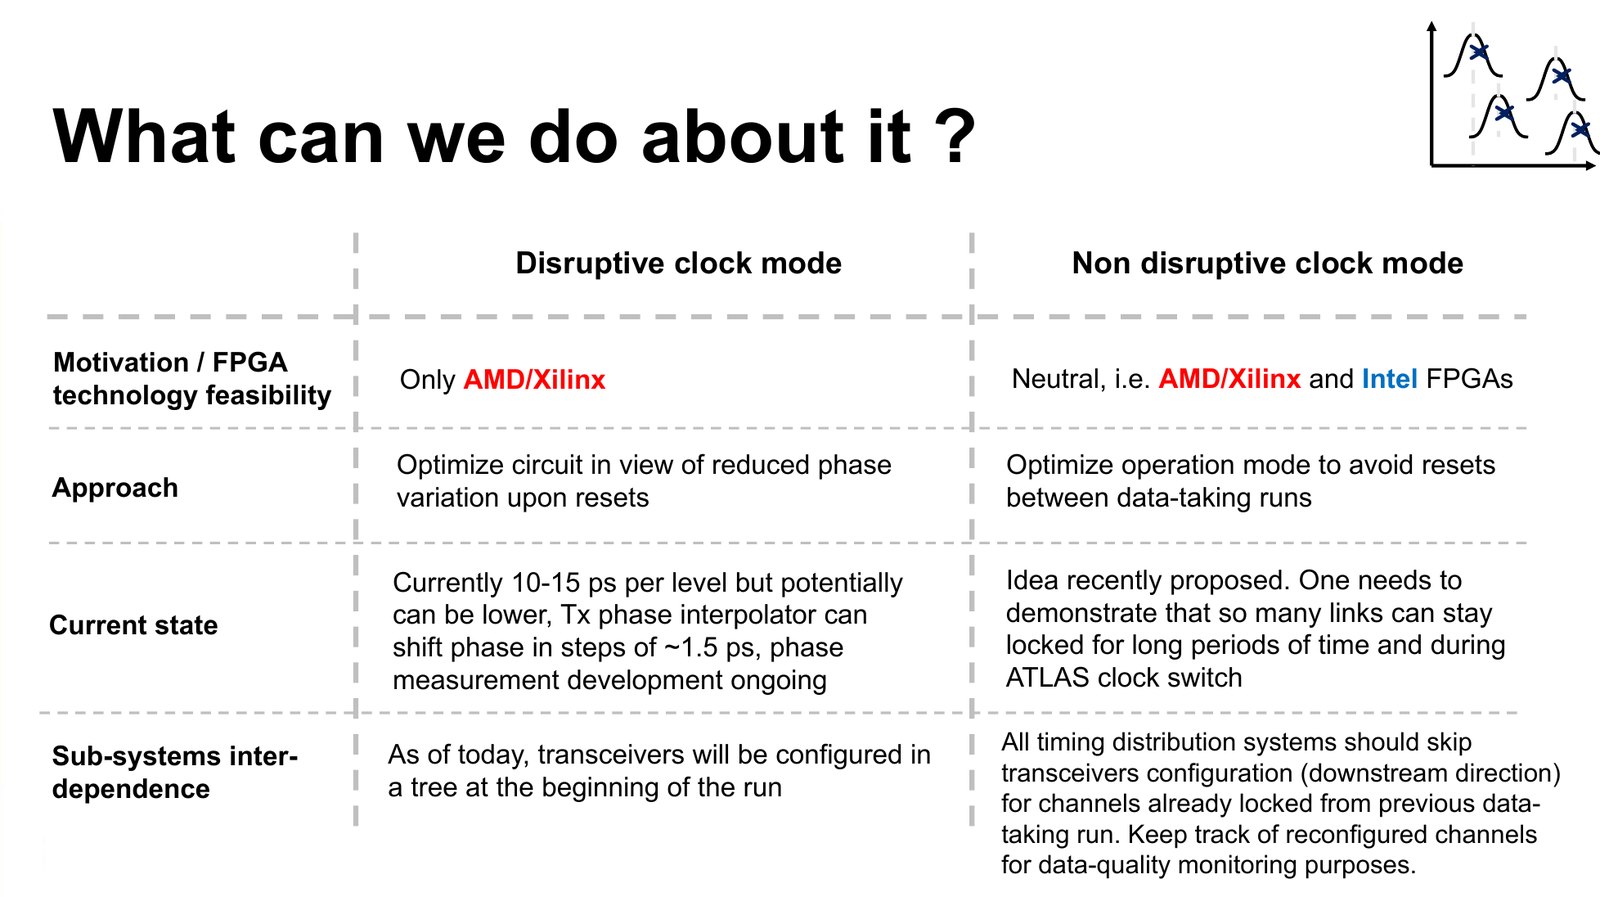 What can we do about it ?
Disruptive clock mode
Non disruptive clock mode
Motivation / FPGA
technology feasibility
Only AMD/Xilinx
Neutral, i.e. AMD/Xilinx and Intel FPGAs
Approach
Optimize circuit in view of reduced phase
variation upon resets
Optimize operation mode to avoid resets
between data-taking runs
Current state
Currently 10-15 ps per level but potentially
can be lower, Tx phase interpolator can
shift phase in steps of ~1.5 ps, phase
measurement development ongoing
Idea recently proposed. One needs to
demonstrate that so many links can stay
locked for long periods of time and during
ATLAS clock switch
Sub-systems inter-
dependence
As of today, transceivers will be configured in
a tree at the beginning of the run
All timing distribution systems should skip
transceivers configuration (downstream direction)
for channels already locked from previous data-
taking run. Keep track of reconfigured channels
for data-quality monitoring purposes.